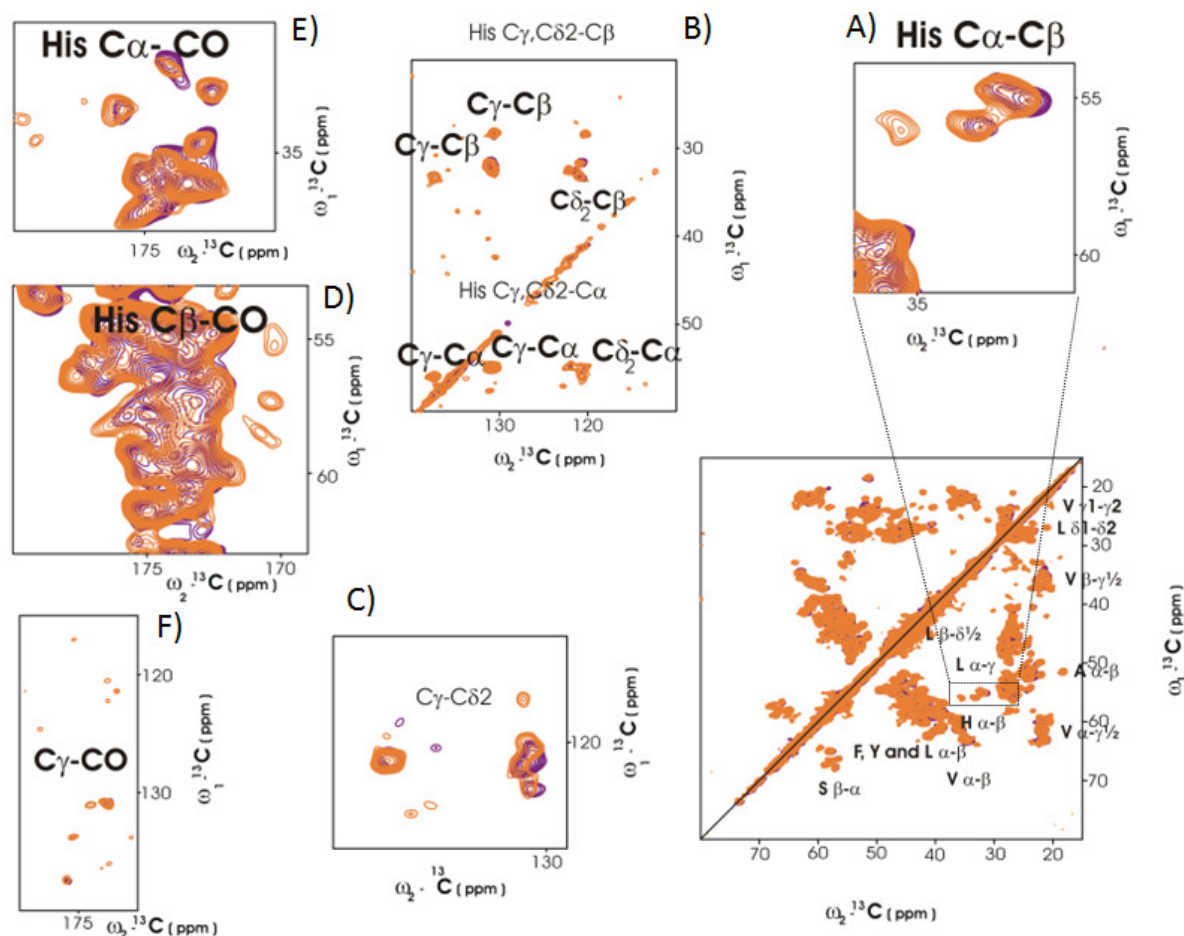 E)
His Cα- CO
35
175
ω2 - 13C (ppm)
ω1 - 13C (ppm)
His Cγ,Cδ2-Cβ
B)
Cγ-Cβ
Cγ-Cβ
Cδ2-Cβ
His Cγ,Cδ2-Cα
Cγ-Cα
Cγ-Cα
Cδ2-Cα
30
40
50
130
120
ω2 - 13C (ppm)
ω1 - 13C (ppm)
A)
His Cα-Cβ
55
60
35
ω2 - 13C (ppm)
ω1 - 13C (ppm)
D)
His Cβ-CO
55
60
175
170
ω2 - 13C (ppm)
ω1 - 13C (ppm)
F)
Cγ-CO
120
130
175
ω2 - 13C (ppm)
ω1 - 13C (ppm)
C)
Cγ-Cδ2
120
130
ω2 - 13C (ppm)
ω1 - 13C (ppm)
20
30
40
50
60
70
V γ1-γ2
L δ1-δ2
V β-γ½
L β-δ½
L α-γ
A α-β
H α-β
V α-γ½
F, Y and L α-β
V α-β
S β-α
70
60
50
40
30
20
ω2 - 13C (ppm)
ω1 - 13C (ppm)